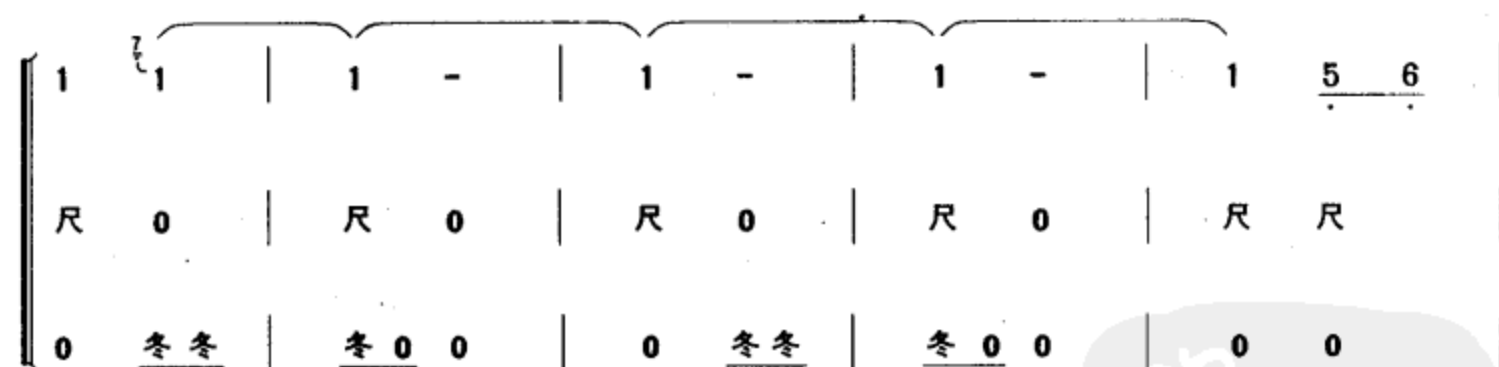 1 1 | 1 - | 1 - | 1 - | 1 5 6
尺 0 | 尺 0 | 尺 0 | 尺 0 | 尺 尺
0 冬冬 | 冬 0 0 | 0 冬冬 | 冬 0 0 | 0 0